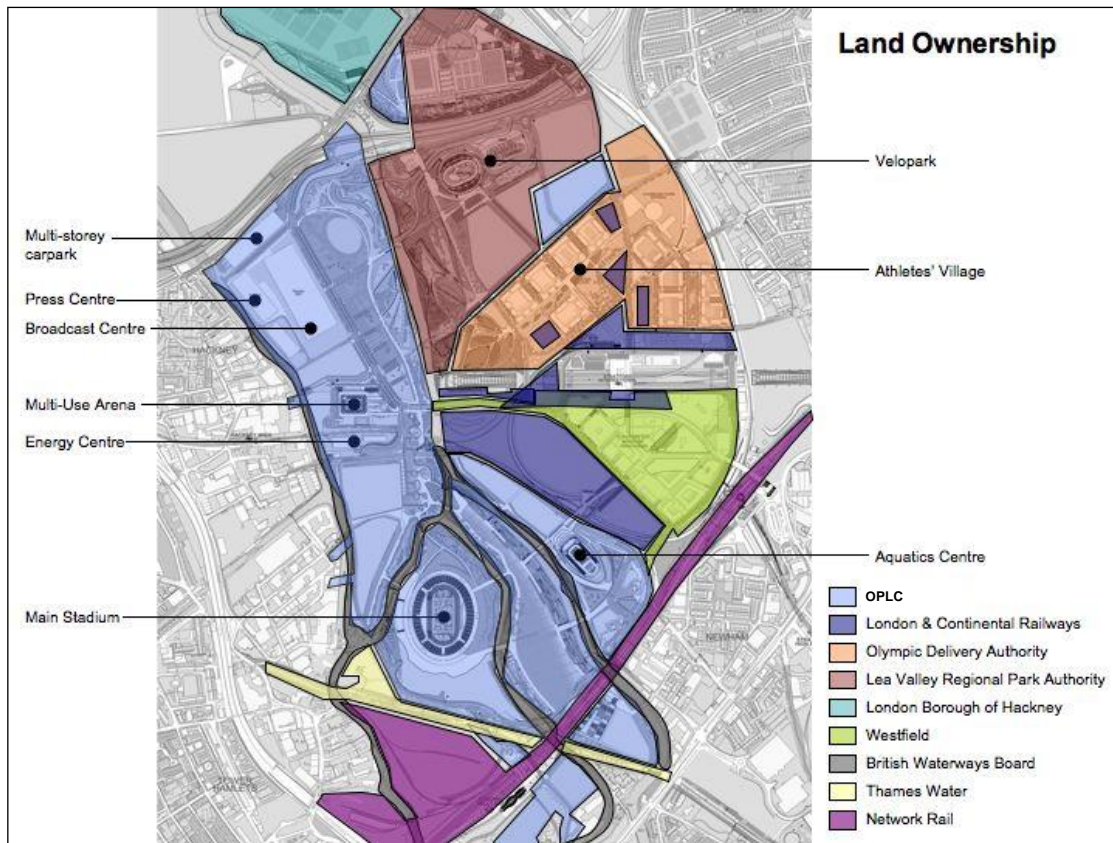 Land Ownership
Velopark
Multi-storey
carpark
Athletes' Village
Press Centre
Broadcast Centre
HACKNEY
Multi-Use Arena
Energy Centre
Aquatics Centre
Main Stadium
NEWHAM
TOWER
HAMLETS
OPLC
London & Continental Railways
Olympic Delivery Authority
Lea Valley Regional Park Authority
London Borough of Hackney
Westfield
British Waterways Board
Thames Water
Network Rail